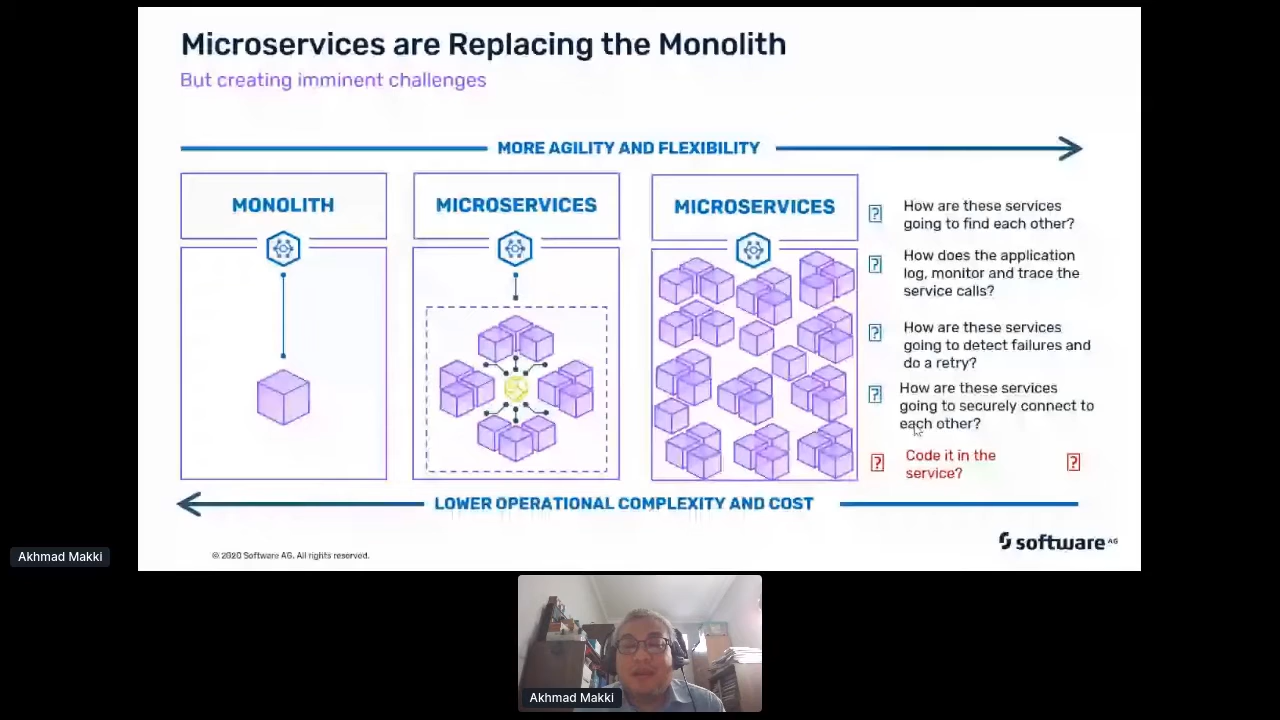 Microservices are Replacing the Monolith
But creating imminent challenges
MORE AGILITY AND FLEXIBILITY
MONOLITH
MICROSERVICES
MICROSERVICES
How are these services
going to find each other?
How does the application
log, monitor and trace the
service calls?
How are these services
going to detect failures and
do a retry?
How are these services
going to securely connect to
each other?
Code it in the
service?
LOWER OPERATIONAL COMPLEXITY AND COST
© 2020 Software AG. All rights reserved.
software AG
Akhmad Makki
Akhmad Makki